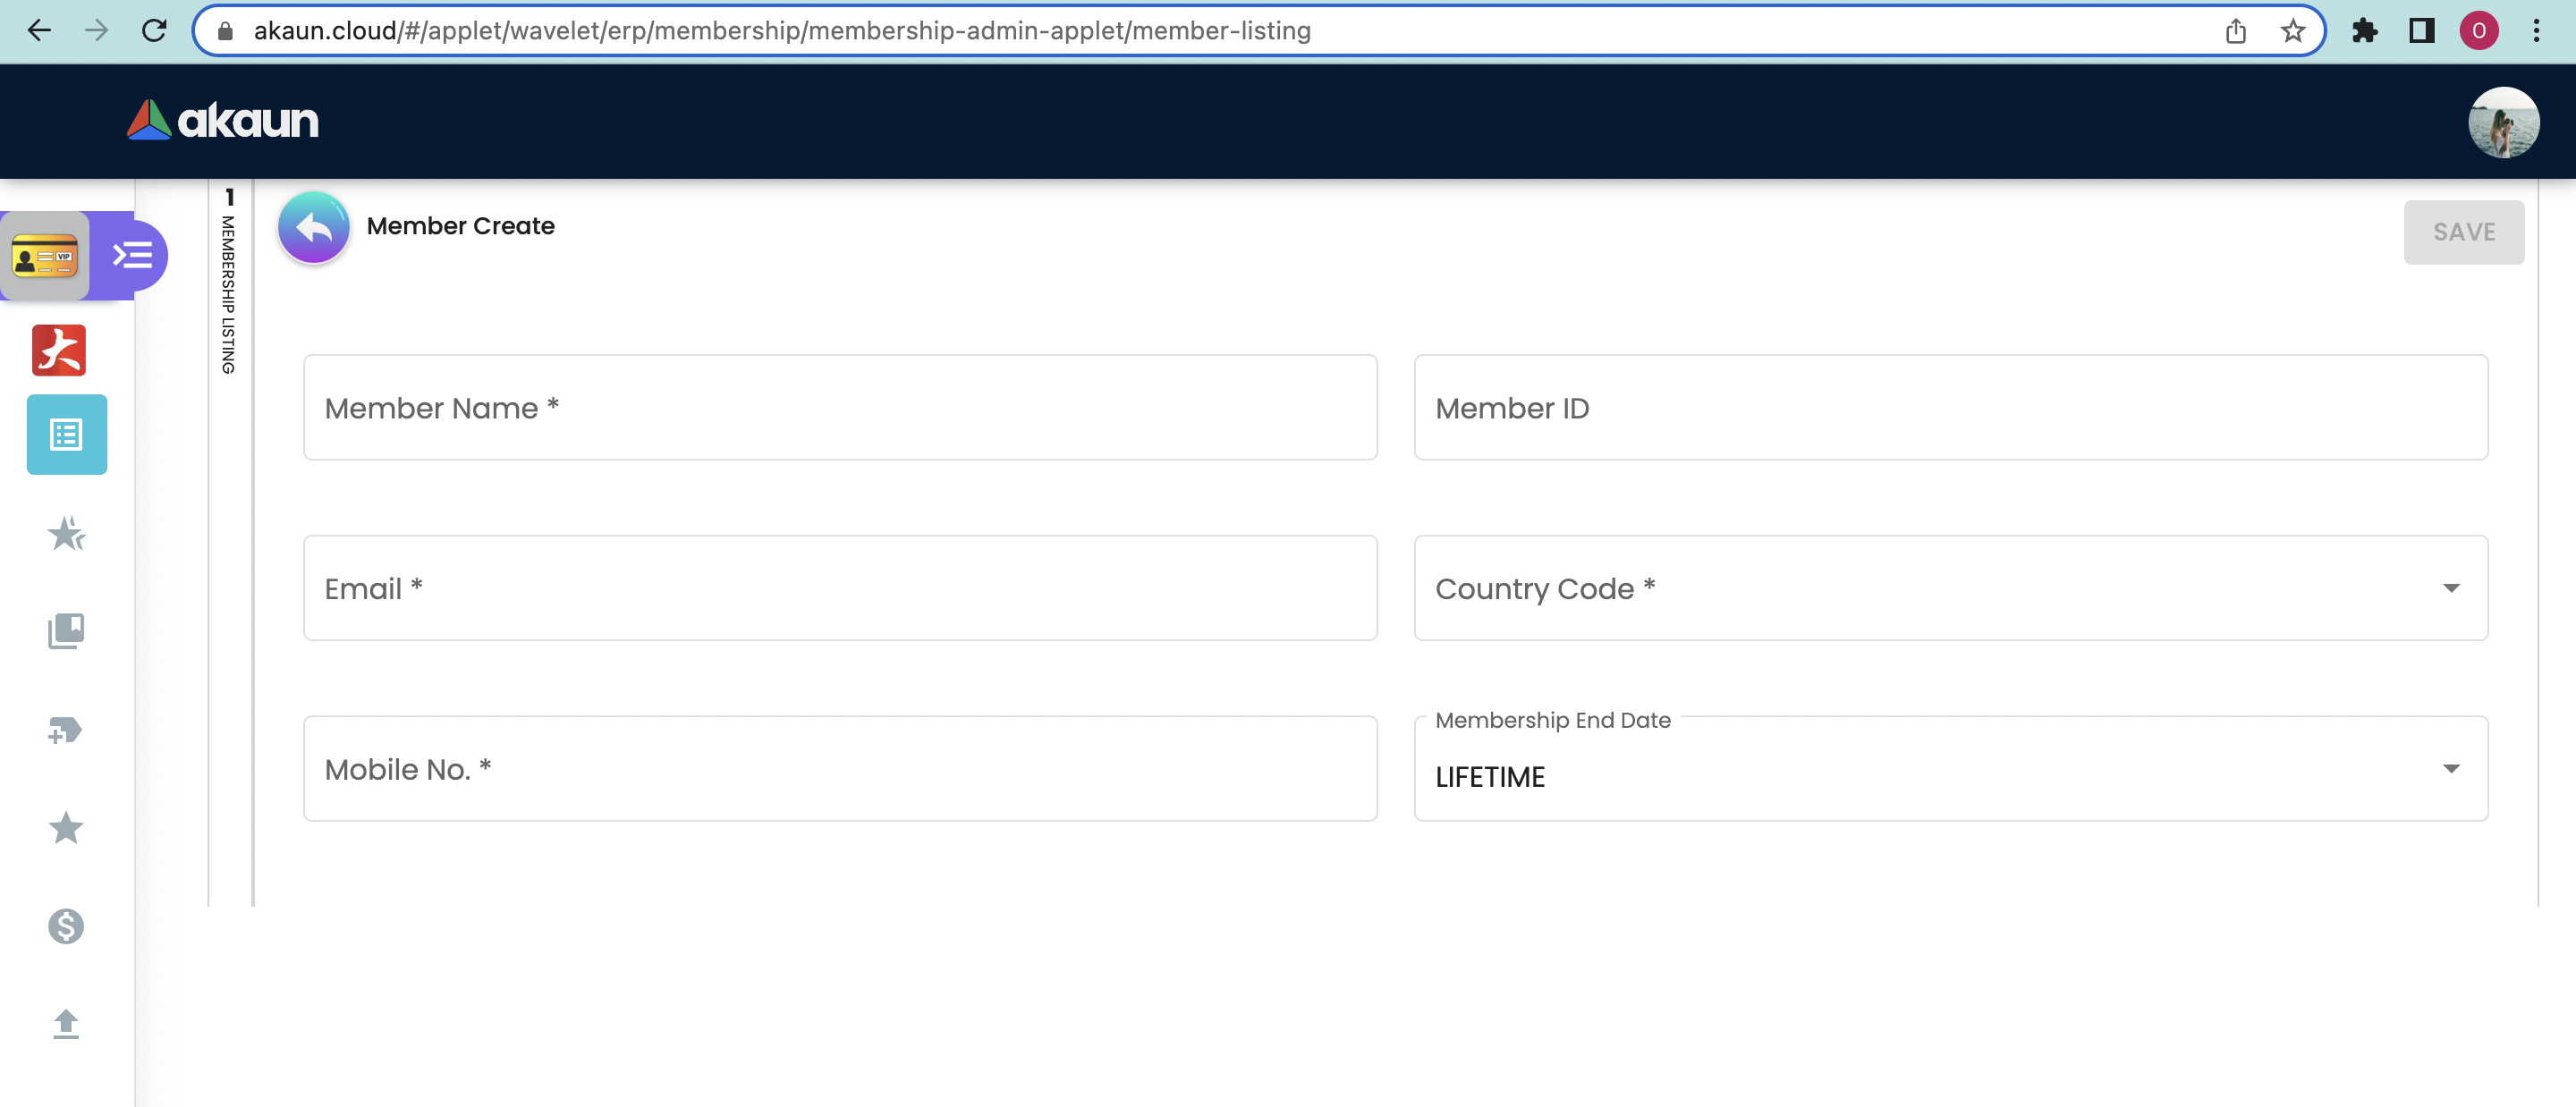 akaun.cloud/#/applet/wavelet/erp/membership/membership-admin-applet/member-listing
O
akaun
1
MEMBERSHIP LISTING
Member Create
SAVE
VIP
Member Name *
Member ID
Email *
Country Code *
Mobile No. *
Membership End Date
LIFETIME